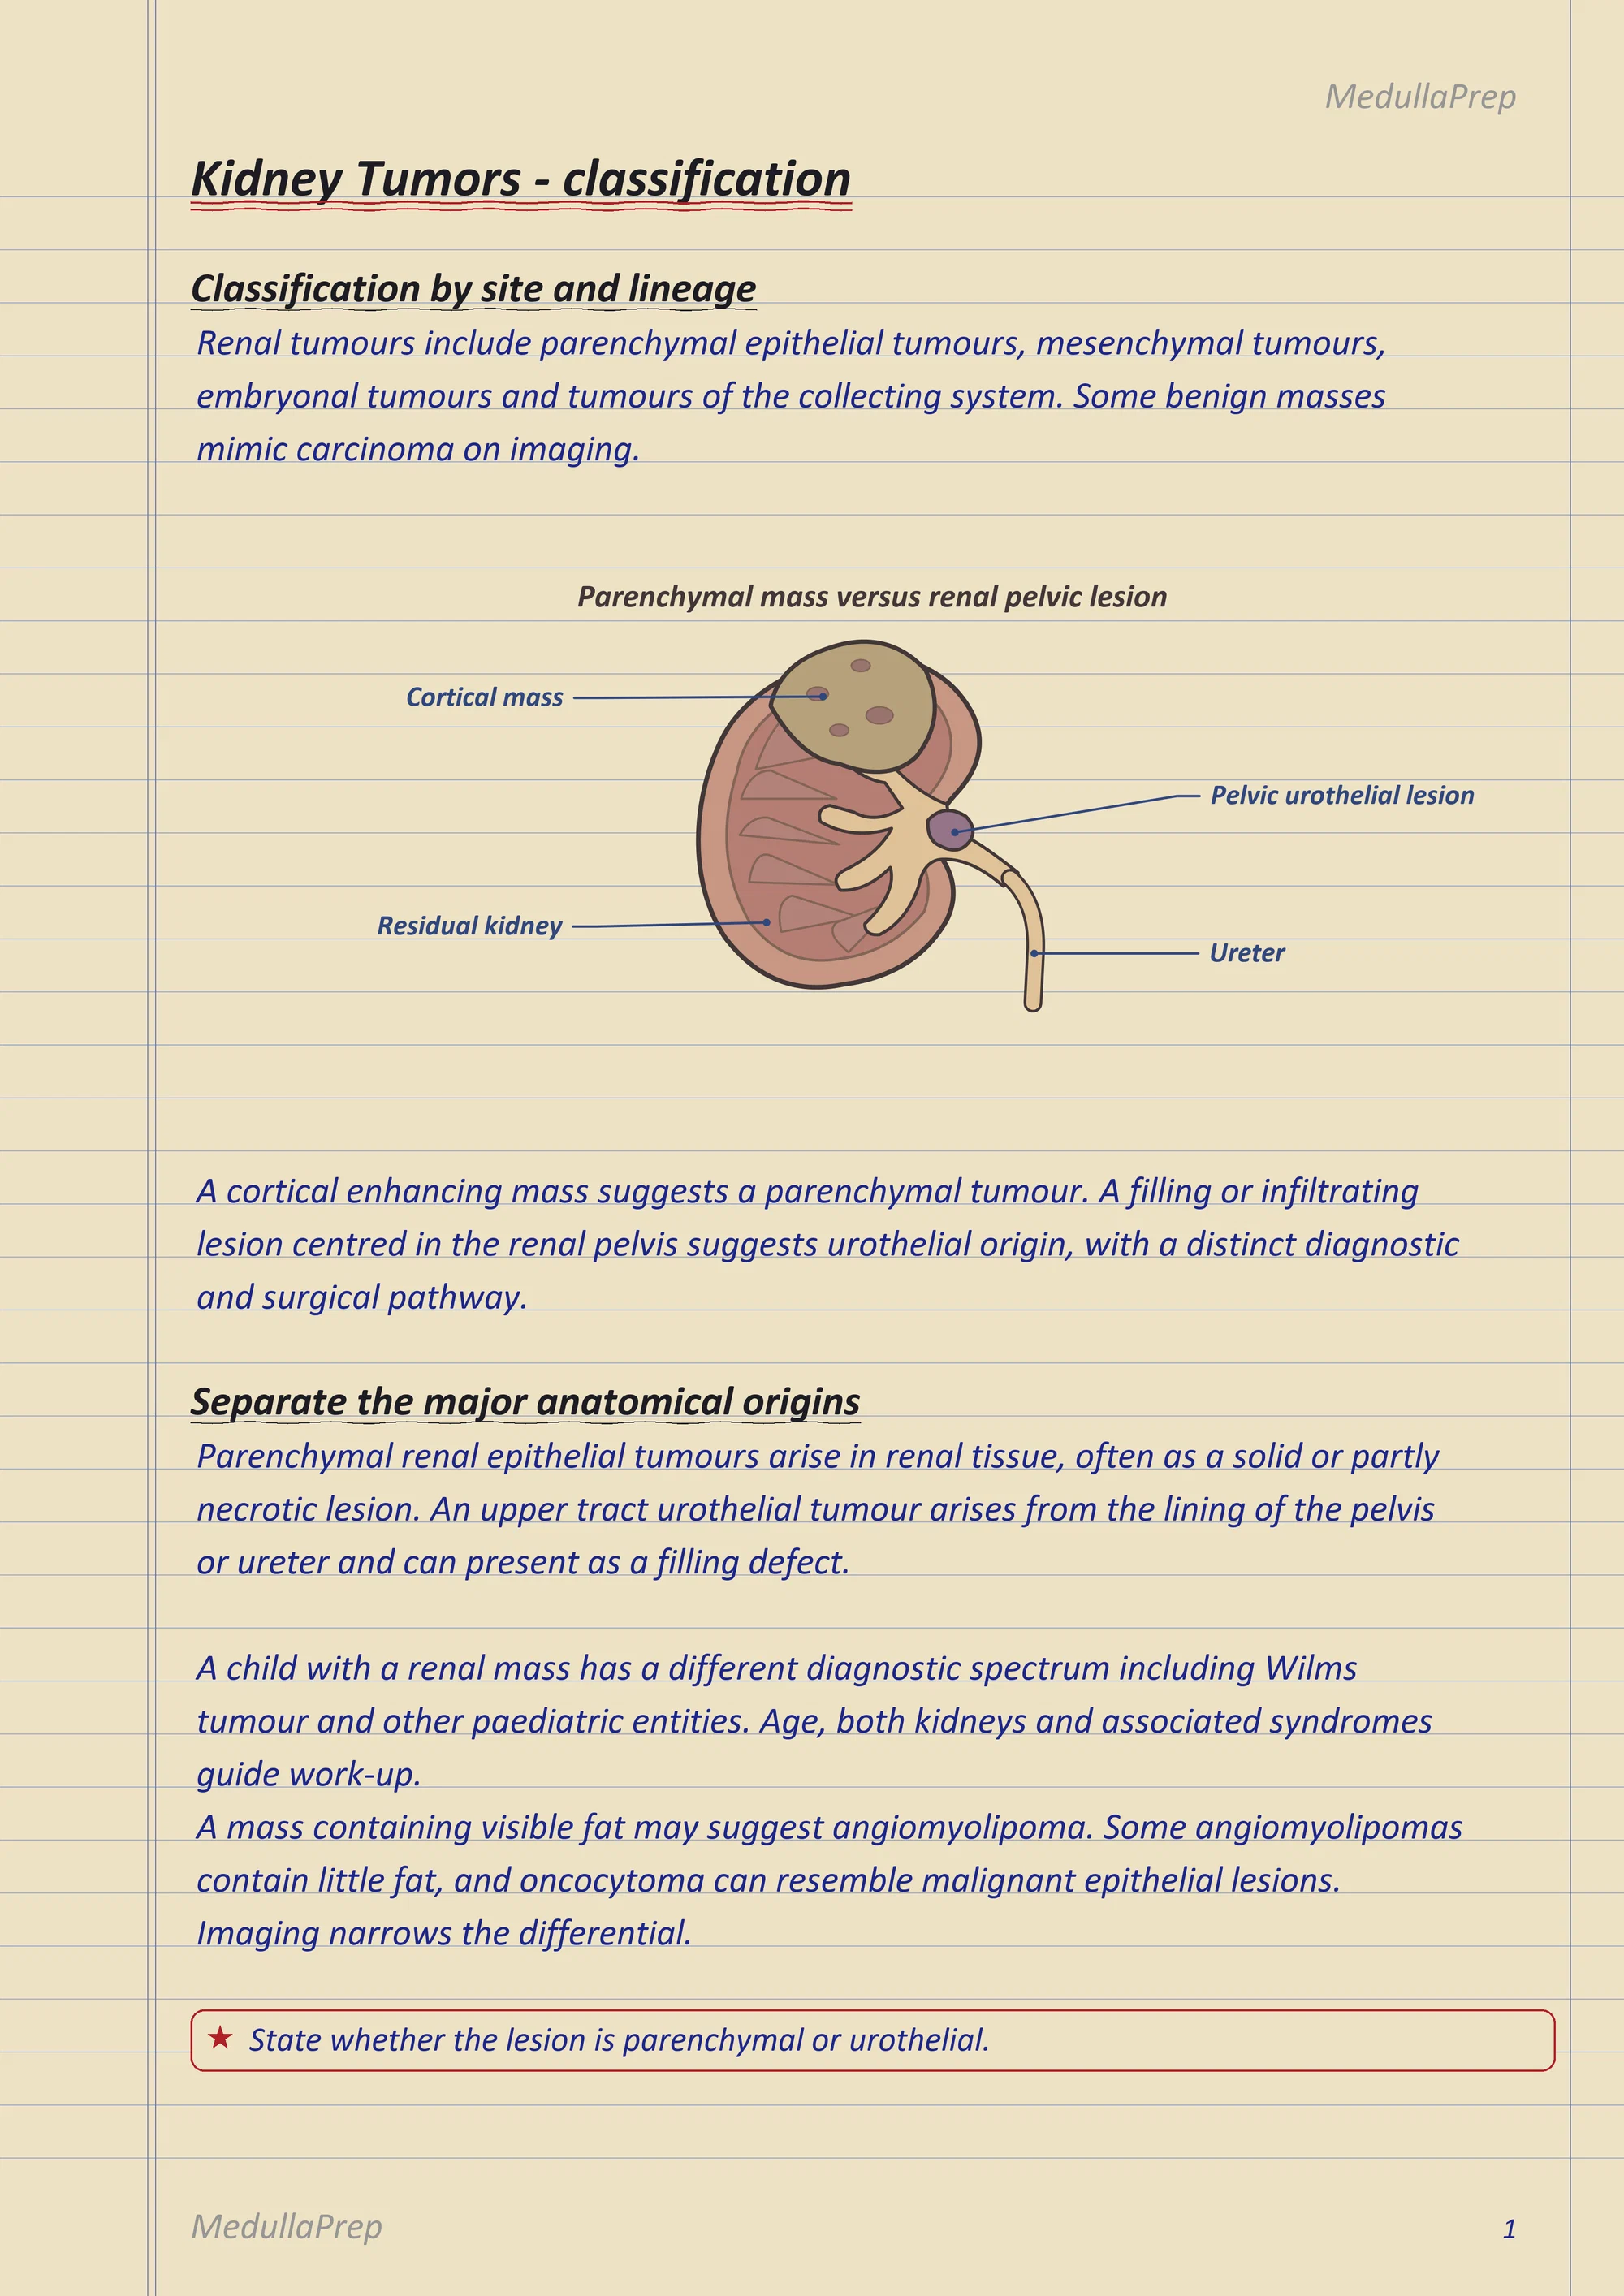 MedullaPrep
Kidney Tumors - classification
Classification by site and lineage
Renal tumours include parenchymal epithelial tumours, mesenchymal tumours,
embryonal tumours and tumours of the collecting system. Some benign masses
mimic carcinoma on imaging.
Parenchymal mass versus renal pelvic lesion
Cortical mass
Pelvic urothelial lesion
Residual kidney
Ureter
A cortical enhancing mass suggests a parenchymal tumour. A filling or infiltrating
lesion centred in the renal pelvis suggests urothelial origin, with a distinct diagnostic
and surgical pathway.
Separate the major anatomical origins
Parenchymal renal epithelial tumours arise in renal tissue, often as a solid or partly
necrotic lesion. An upper tract urothelial tumour arises from the lining of the pelvis
or ureter and can present as a filling defect.
A child with a renal mass has a different diagnostic spectrum including Wilms
tumour and other paediatric entities. Age, both kidneys and associated syndromes
guide work-up.
A mass containing visible fat may suggest angiomyolipoma. Some angiomyolipomas
contain little fat, and oncocytoma can resemble malignant epithelial lesions.
Imaging narrows the differential.
★ State whether the lesion is parenchymal or urothelial.
MedullaPrep
1